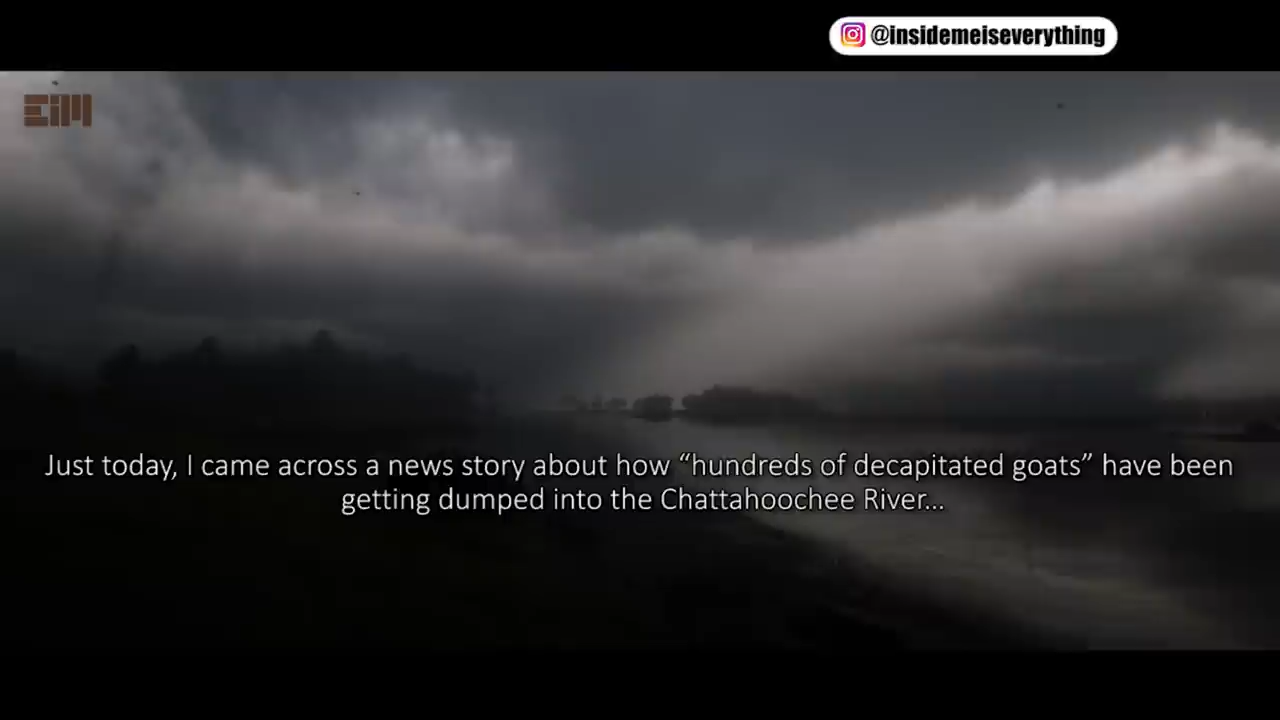 @insidemeiseverything
EiM
Just today, I came across a news story about how “hundreds of decapitated goats” have been
getting dumped into the Chattahoochee River...